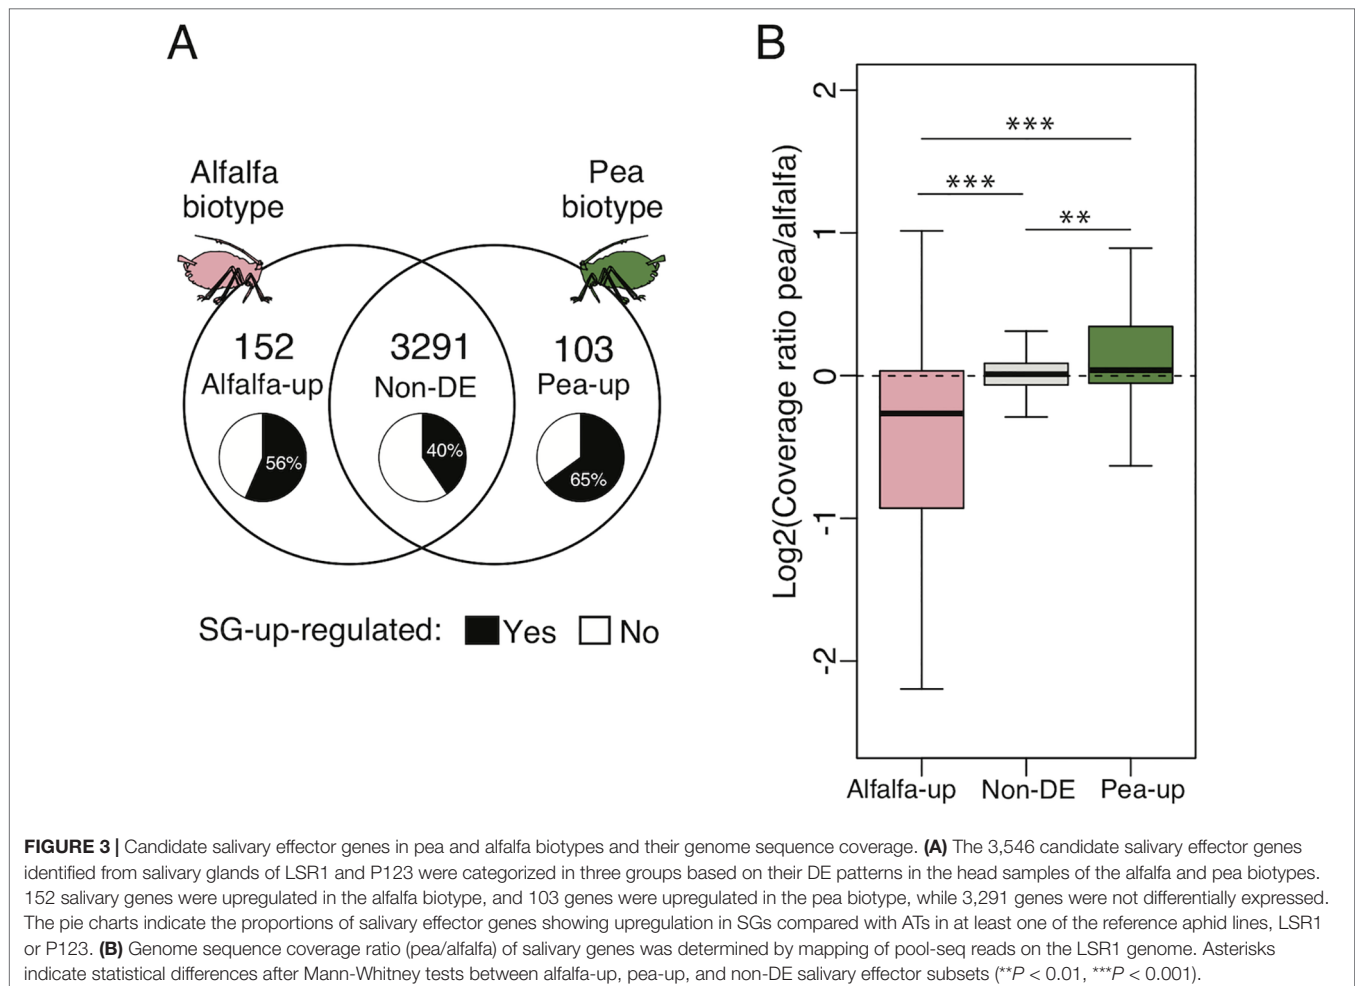 A
Alfalfa
biotype
Pea
biotype
152
Alfalfa-up
3291
Non-DE
103
Pea-up
56%
40%
65%
SG-up-regulated: Yes No
B
Log2(Coverage ratio pea/alfalfa)
2
1
0
-1
-2
***
***
**
Alfalfa-up Non-DE Pea-up
FIGURE 3 | Candidate salivary effector genes in pea and alfalfa biotypes and their genome sequence coverage. (A) The 3,546 candidate salivary effector genes
identified from salivary glands of LSR1 and P123 were categorized in three groups based on their DE patterns in the head samples of the alfalfa and pea biotypes.
152 salivary genes were upregulated in the alfalfa biotype, and 103 genes were upregulated in the pea biotype, while 3,291 genes were not differentially expressed.
The pie charts indicate the proportions of salivary effector genes showing upregulation in SGs compared with ATs in at least one of the reference aphid lines, LSR1
or P123. (B) Genome sequence coverage ratio (pea/alfalfa) of salivary genes was determined by mapping of pool-seq reads on the LSR1 genome. Asterisks
indicate statistical differences after Mann-Whitney tests between alfalfa-up, pea-up, and non-DE salivary effector subsets (**P < 0.01, ***P < 0.001).